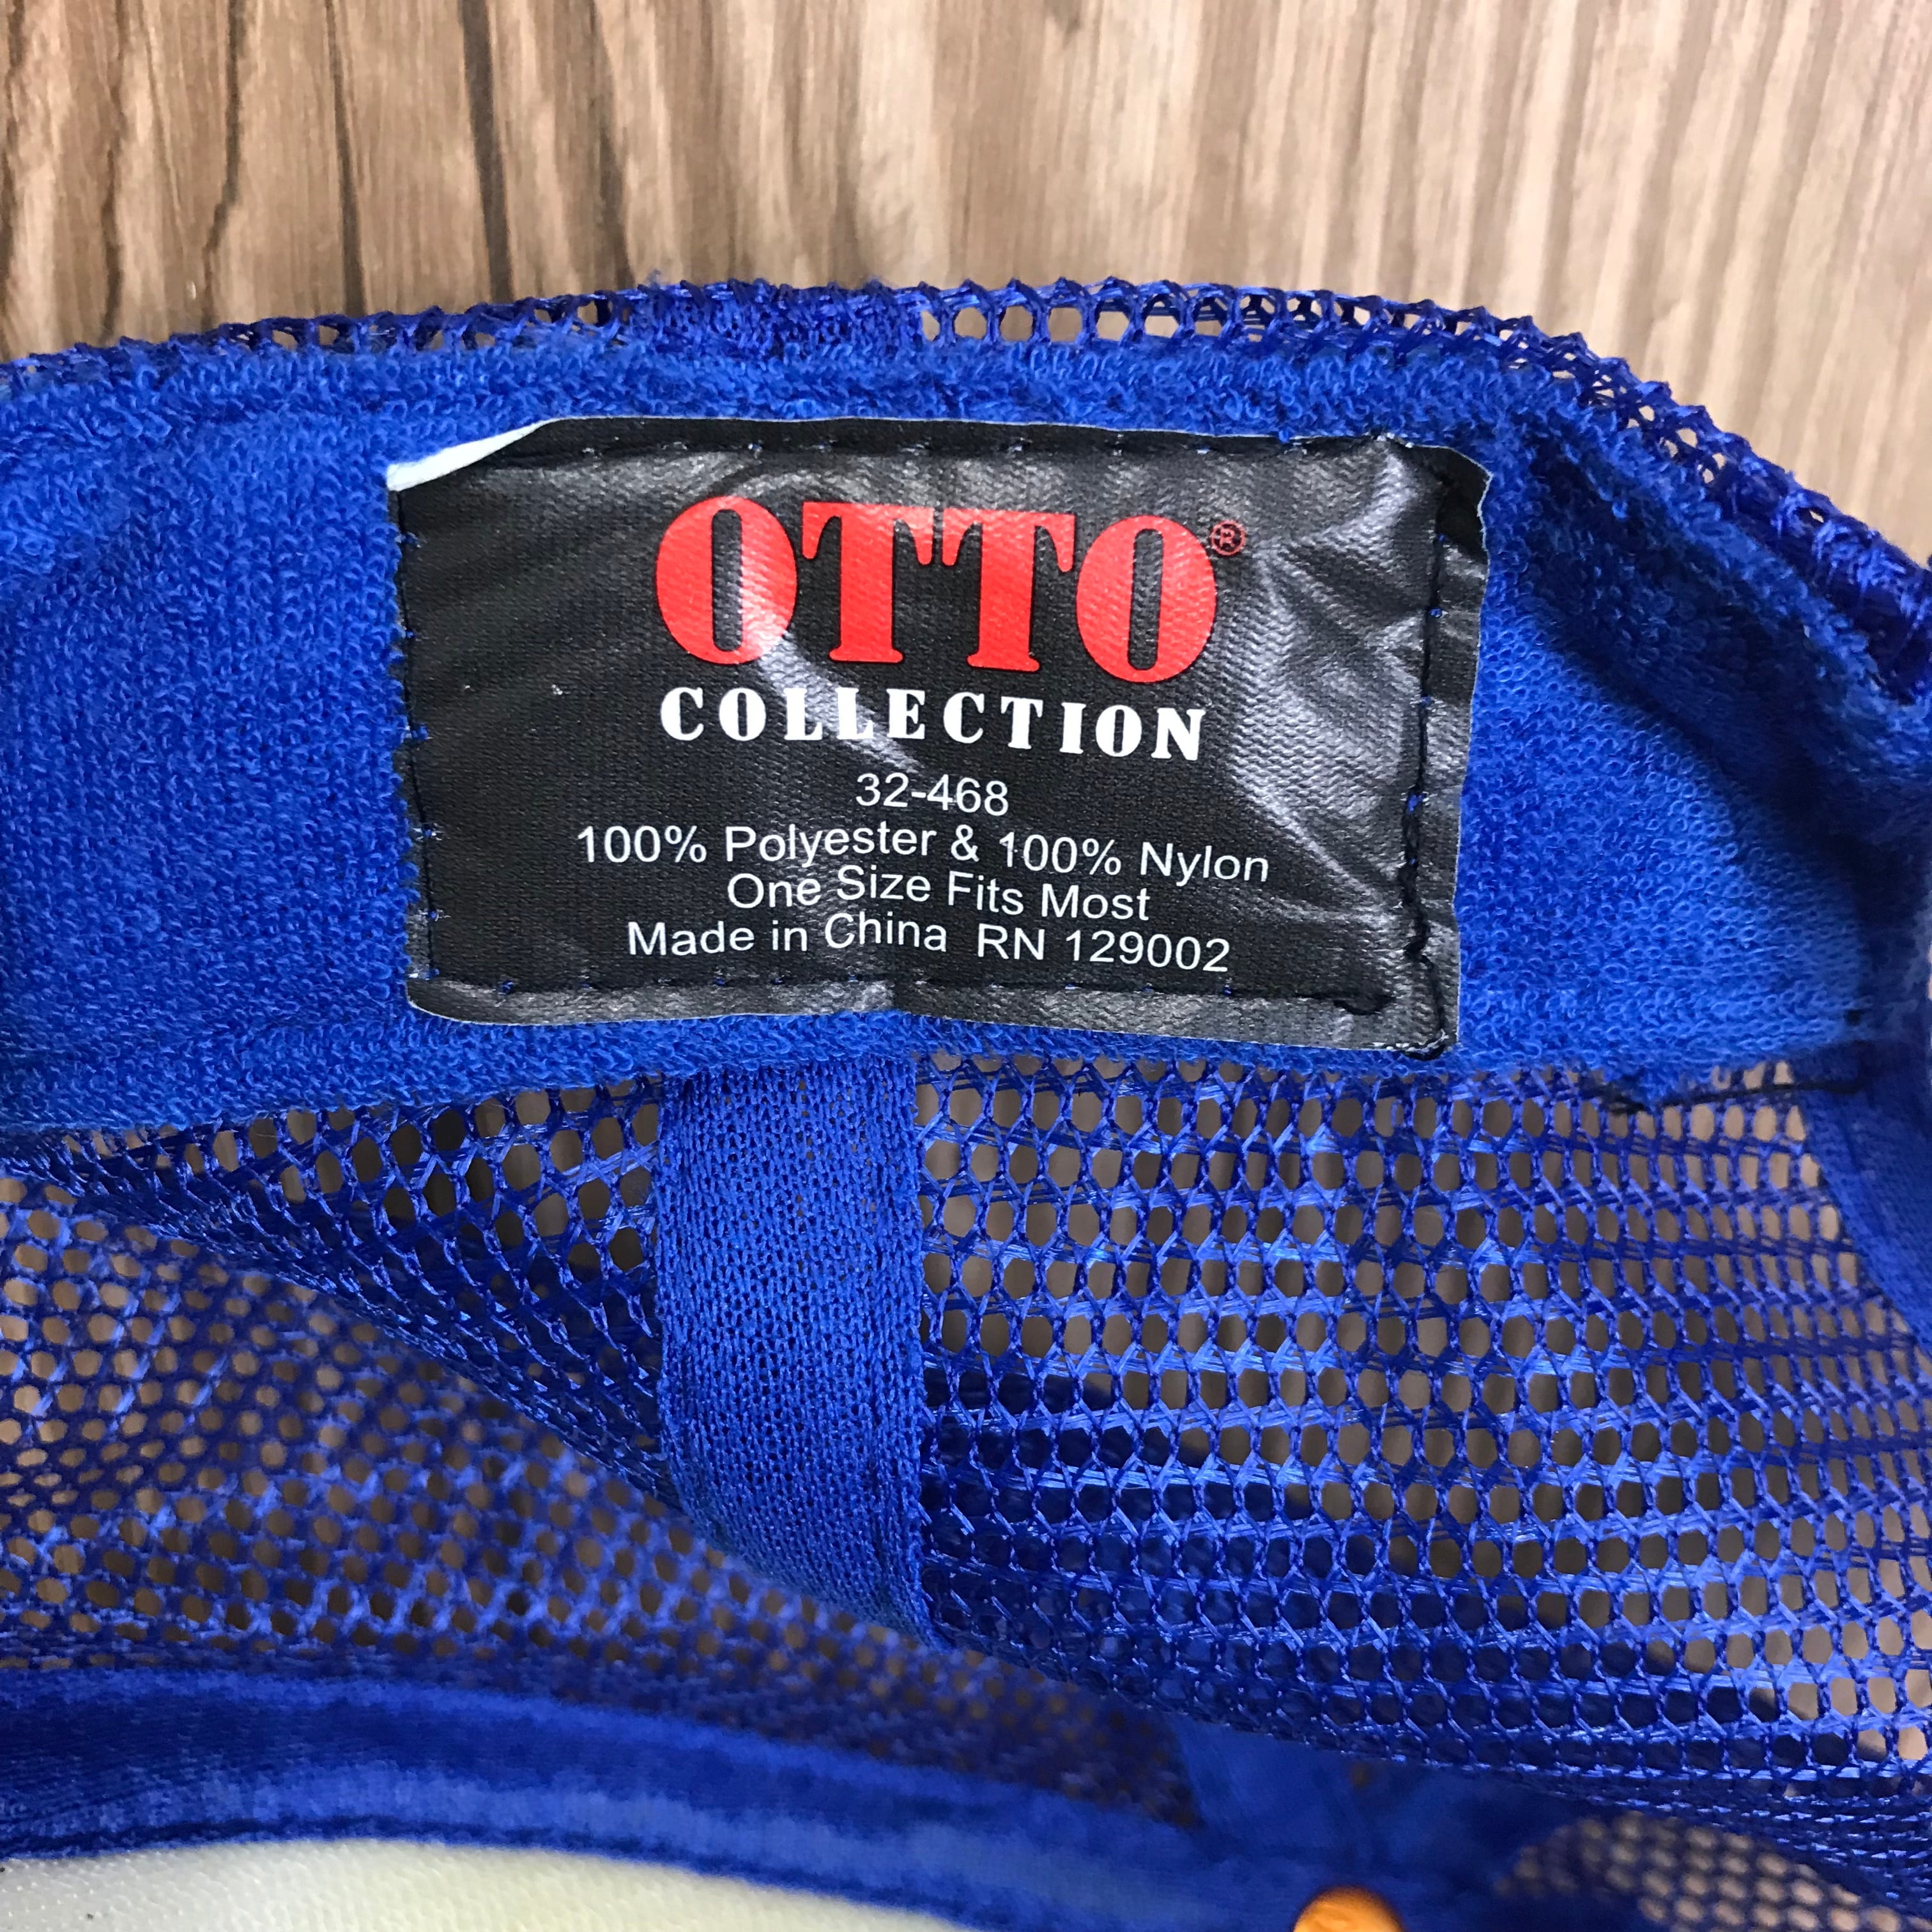 OTTO®
COLLECTION
32-468
100% Polyester & 100% Nylon
One Size Fits Most
Made in China RN 129002